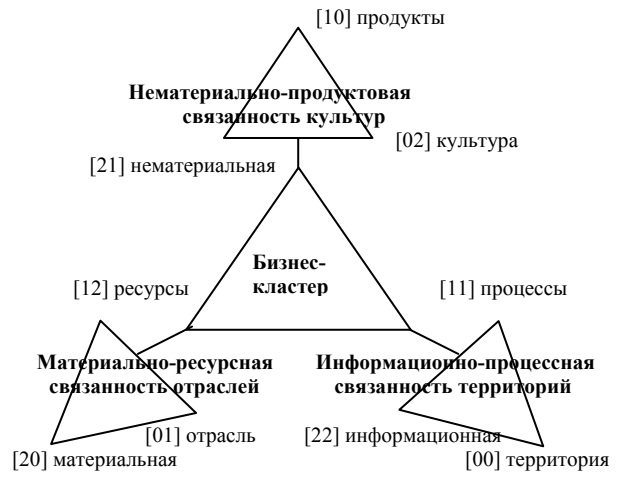 [10] продукты
Нематериально-продуктовая
связанность культур
[02] культура
[21] нематериальная
Бизнес-
кластер
[12] ресурсы
[11] процессы
Материально-ресурсная
связанность отраслей
Информационно-процессная
связанность территорий
[01] отрасль
[22] информационная
[20] материальная
[00] территория